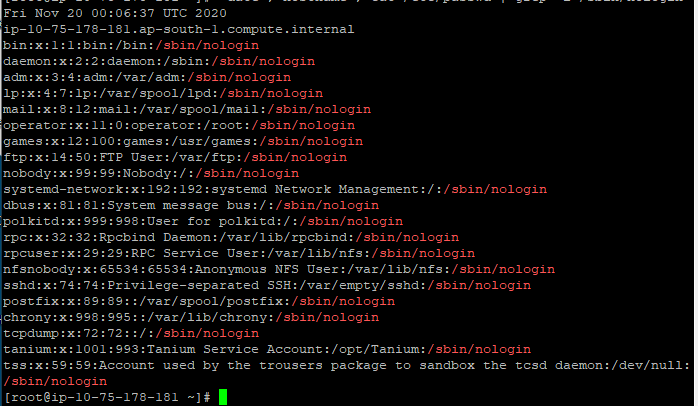 Fri Nov 20 00:06:37 UTC 2020
ip-10-75-178-181.ap-south-1.compute.internal
bin:x:1:1:bin:/bin:/sbin/nologin
daemon:x:2:2:daemon:/sbin:/sbin/nologin
adm:x:3:4:adm:/var/adm:/sbin/nologin
lp:x:4:7:lp:/var/spool/lpd:/sbin/nologin
mail:x:8:12:mail:/var/spool/mail:/sbin/nologin
operator:x:11:0:operator:/root:/sbin/nologin
games:x:12:100:games:/usr/games:/sbin/nologin
ftp:x:14:50:FTP User:/var/ftp:/sbin/nologin
nobody:x:99:99:Nobody:/:/sbin/nologin
systemd-network:x:192:192:systemd Network Management:/:/sbin/nologin
dbus:x:81:81:System message bus:/:/sbin/nologin
polkitd:x:999:998:User for polkitd:/:/sbin/nologin
rpc:x:32:32:Rpcbind Daemon:/var/lib/rpcbind:/sbin/nologin
rpcuser:x:29:29:RPC Service User:/var/lib/nfs:/sbin/nologin
nfsnobody:x:65534:65534:Anonymous NFS User:/var/lib/nfs:/sbin/nologin
sshd:x:74:74:Privilege-separated SSH:/var/empty/sshd:/sbin/nologin
postfix:x:89:89::/var/spool/postfix:/sbin/nologin
chrony:x:998:995::/var/lib/chrony:/sbin/nologin
tcpdump:x:72:72::/:/sbin/nologin
tanium:x:1001:993:Tanium Service Account:/opt/Tanium:/sbin/nologin
tss:x:59:59:Account used by the trousers package to sandbox the tcsd daemon:/dev/null:
/sbin/nologin
[root@ip-10-75-178-181 ~]#